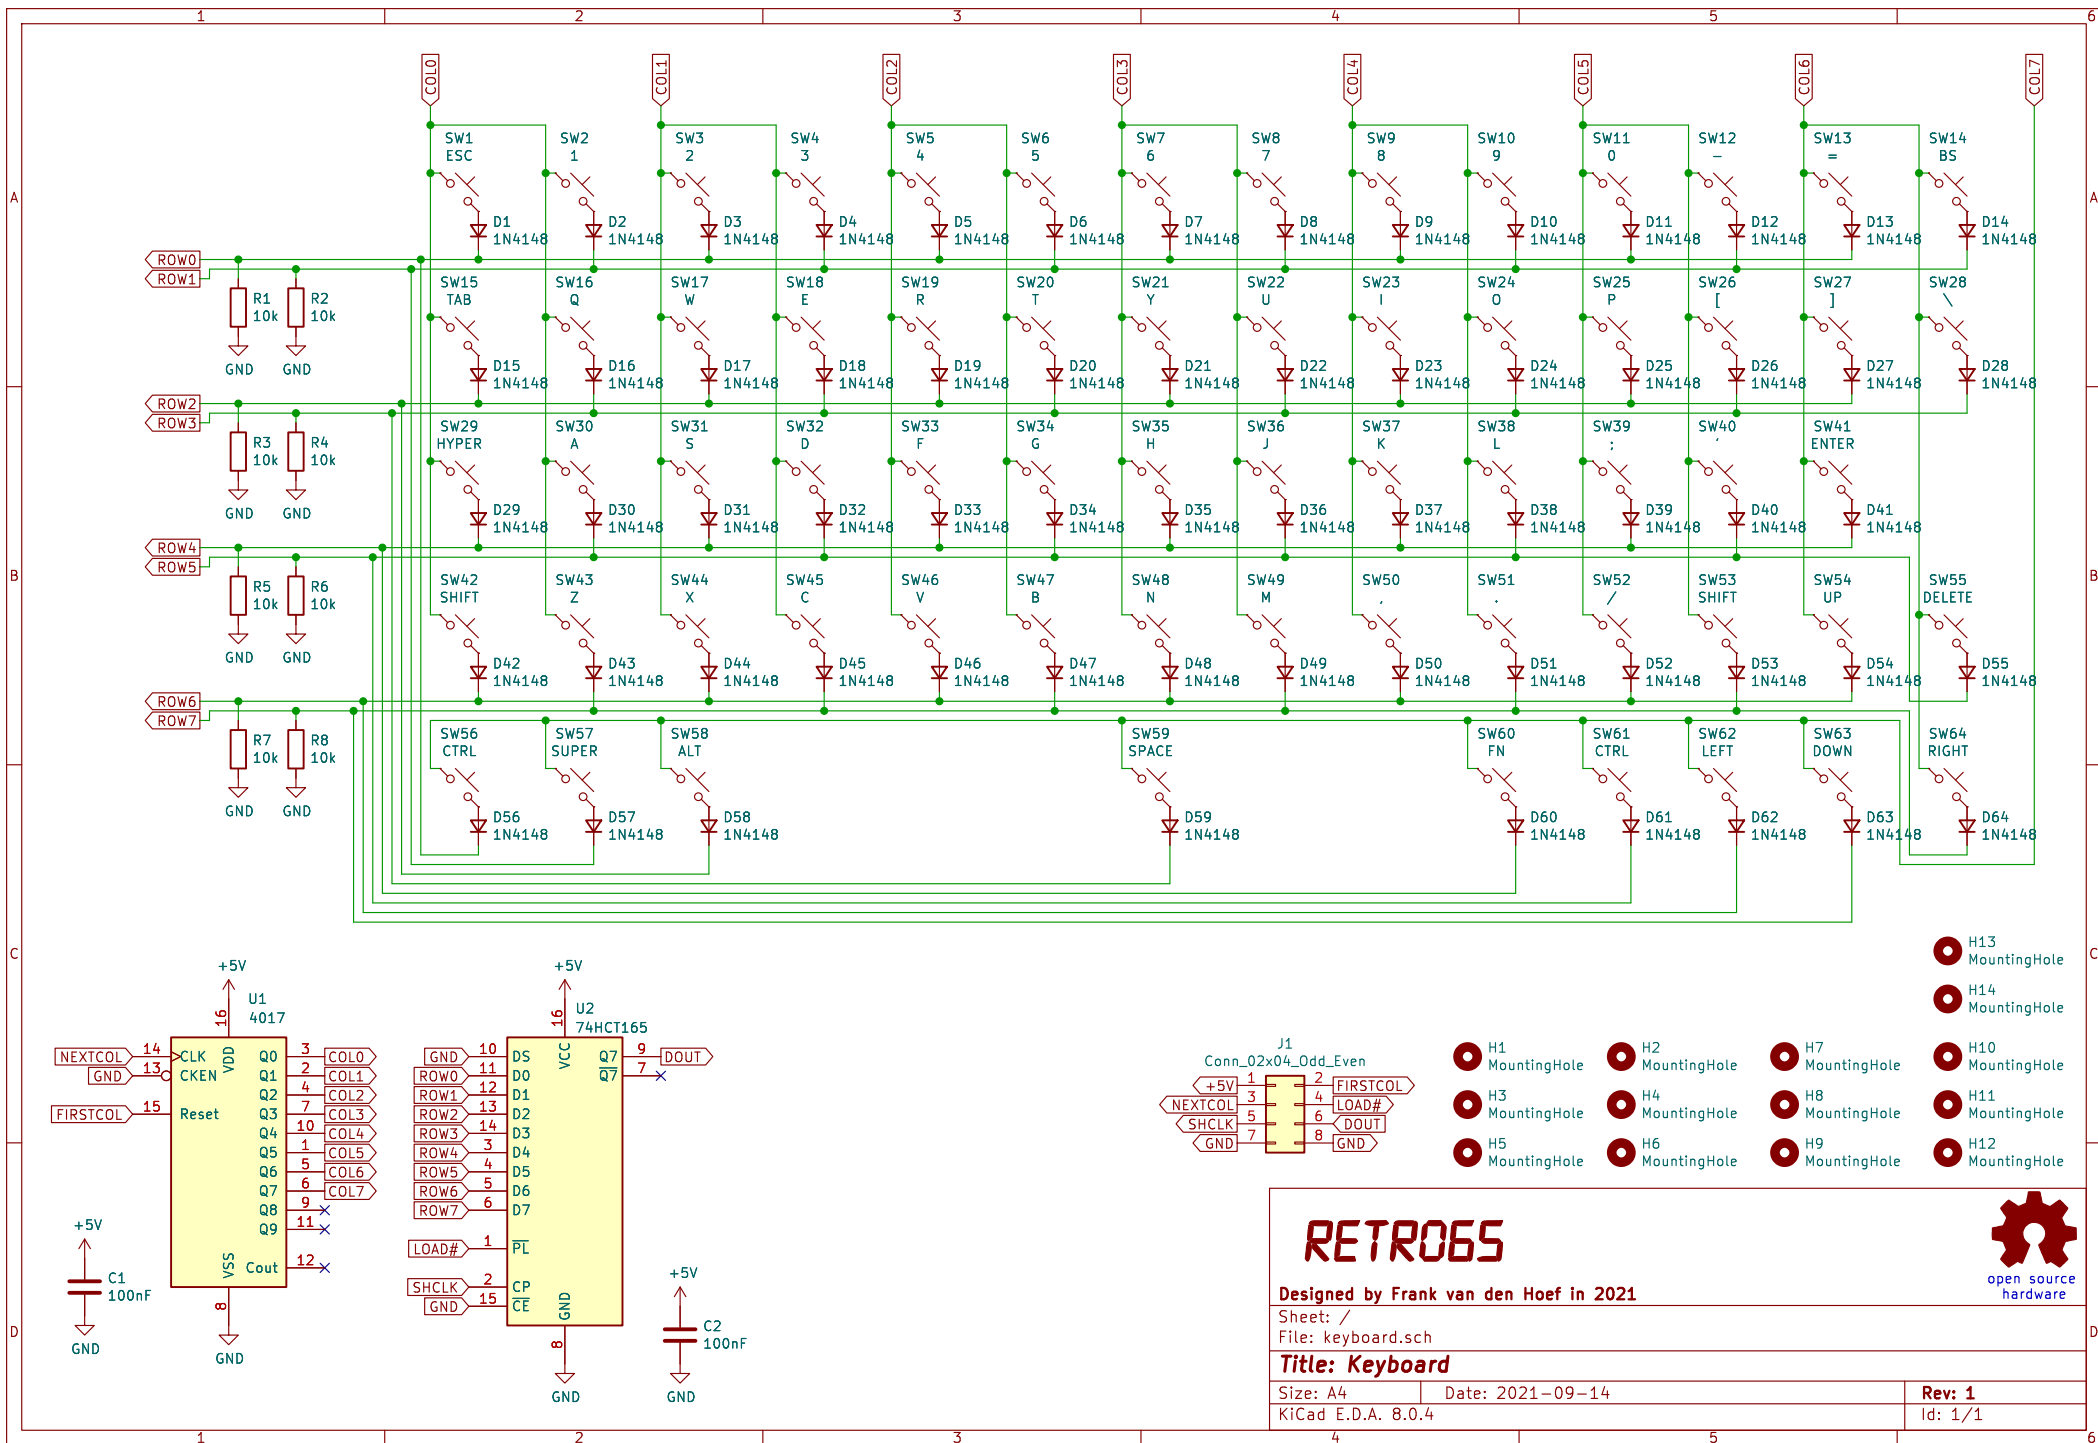 1 2 3 4 5 6
COL0 COL1 COL2 COL3 COL4 COL5 COL6 COL7
SW1 SW2 SW3 SW4 SW5 SW6 SW7 SW8 SW9 SW10 SW11 SW12 SW13 SW14
ESC 1 2 3 4 5 6 7 8 9 0 - = BS
A A
D1 D2 D3 D4 D5 D6 D7 D8 D9 D10 D11 D12 D13 D14
1N4148 1N4148 1N4148 1N4148 1N4148 1N4148 1N4148 1N4148 1N4148 1N4148 1N4148 1N4148 1N4148 1N4148
ROW0
ROW1
SW15 SW16 SW17 SW18 SW19 SW20 SW21 SW22 SW23 SW24 SW25 SW26 SW27 SW28
TAB Q W E R T Y U I O P [ ] \
R1 R2
10k 10k
GND GND
D15 D16 D17 D18 D19 D20 D21 D22 D23 D24 D25 D26 D27 D28
1N4148 1N4148 1N4148 1N4148 1N4148 1N4148 1N4148 1N4148 1N4148 1N4148 1N4148 1N4148 1N4148 1N4148
ROW2
ROW3
SW29 SW30 SW31 SW32 SW33 SW34 SW35 SW36 SW37 SW38 SW39 SW40 SW41
HYPER A S D F G H J K L ; ' ENTER
R3 R4
10k 10k
GND GND
D29 D30 D31 D32 D33 D34 D35 D36 D37 D38 D39 D40 D41
1N4148 1N4148 1N4148 1N4148 1N4148 1N4148 1N4148 1N4148 1N4148 1N4148 1N4148 1N4148 1N4148
ROW4
ROW5
B B
SW42 SW43 SW44 SW45 SW46 SW47 SW48 SW49 SW50 SW51 SW52 SW53 SW54 SW55
SHIFT Z X C V B N M , . / SHIFT UP DELETE
R5 R6
10k 10k
GND GND
D42 D43 D44 D45 D46 D47 D48 D49 D50 D51 D52 D53 D54 D55
1N4148 1N4148 1N4148 1N4148 1N4148 1N4148 1N4148 1N4148 1N4148 1N4148 1N4148 1N4148 1N4148 1N4148
ROW6
ROW7
SW56 SW57 SW58 SW59 SW60 SW61 SW62 SW63 SW64
CTRL SUPER ALT SPACE FN CTRL LEFT DOWN RIGHT
R7 R8
10k 10k
GND GND
D56 D57 D58 D59 D60 D61 D62 D63 D64
1N4148 1N4148 1N4148 1N4148 1N4148 1N4148 1N4148 1N4148 1N4148
C C
+5V
U1
4017
16
VDD
NEXTCOL 14 CLK Q0 3 COL0
GND 13 CKEN Q1 2 COL1
Q2 4 COL2
FIRSTCOL 15 Reset Q3 7 COL3
Q4 10 COL4
Q5 1 COL5
Q6 5 COL6
Q7 6 COL7
Q8 9
Q9 11
Cout 12
VSS
8
GND
+5V
C1
100nF
GND
+5V
U2
74HCT165
16
VCC
GND 10 DS Q7 9 DOUT
ROW0 11 D0 Q7 7
ROW1 12 D1
ROW2 13 D2
ROW3 14 D3
ROW4 3 D4
ROW5 4 D5
ROW6 5 D6
ROW7 6 D7
LOAD# 1 PL
SHCLK 2 CP
GND 15 CE
GND
8
GND
+5V
C2
100nF
GND
J1
Conn_02x04_Odd_Even
+5V 1 2 FIRSTCOL
NEXTCOL 3 4 LOAD#
SHCLK 5 6 DOUT
GND 7 8 GND
H13
MountingHole
H14
MountingHole
H1 H2 H7 H10
MountingHole MountingHole MountingHole MountingHole
H3 H4 H8 H11
MountingHole MountingHole MountingHole MountingHole
H5 H6 H9 H12
MountingHole MountingHole MountingHole MountingHole
RETRO65
open source
hardware
Designed by Frank van den Hoef in 2021
Sheet: /
File: keyboard.sch
Title: Keyboard
Size: A4 Date: 2021-09-14 Rev: 1
KiCad E.D.A. 8.0.4 Id: 1/1
D D
1 2 3 4 5 6